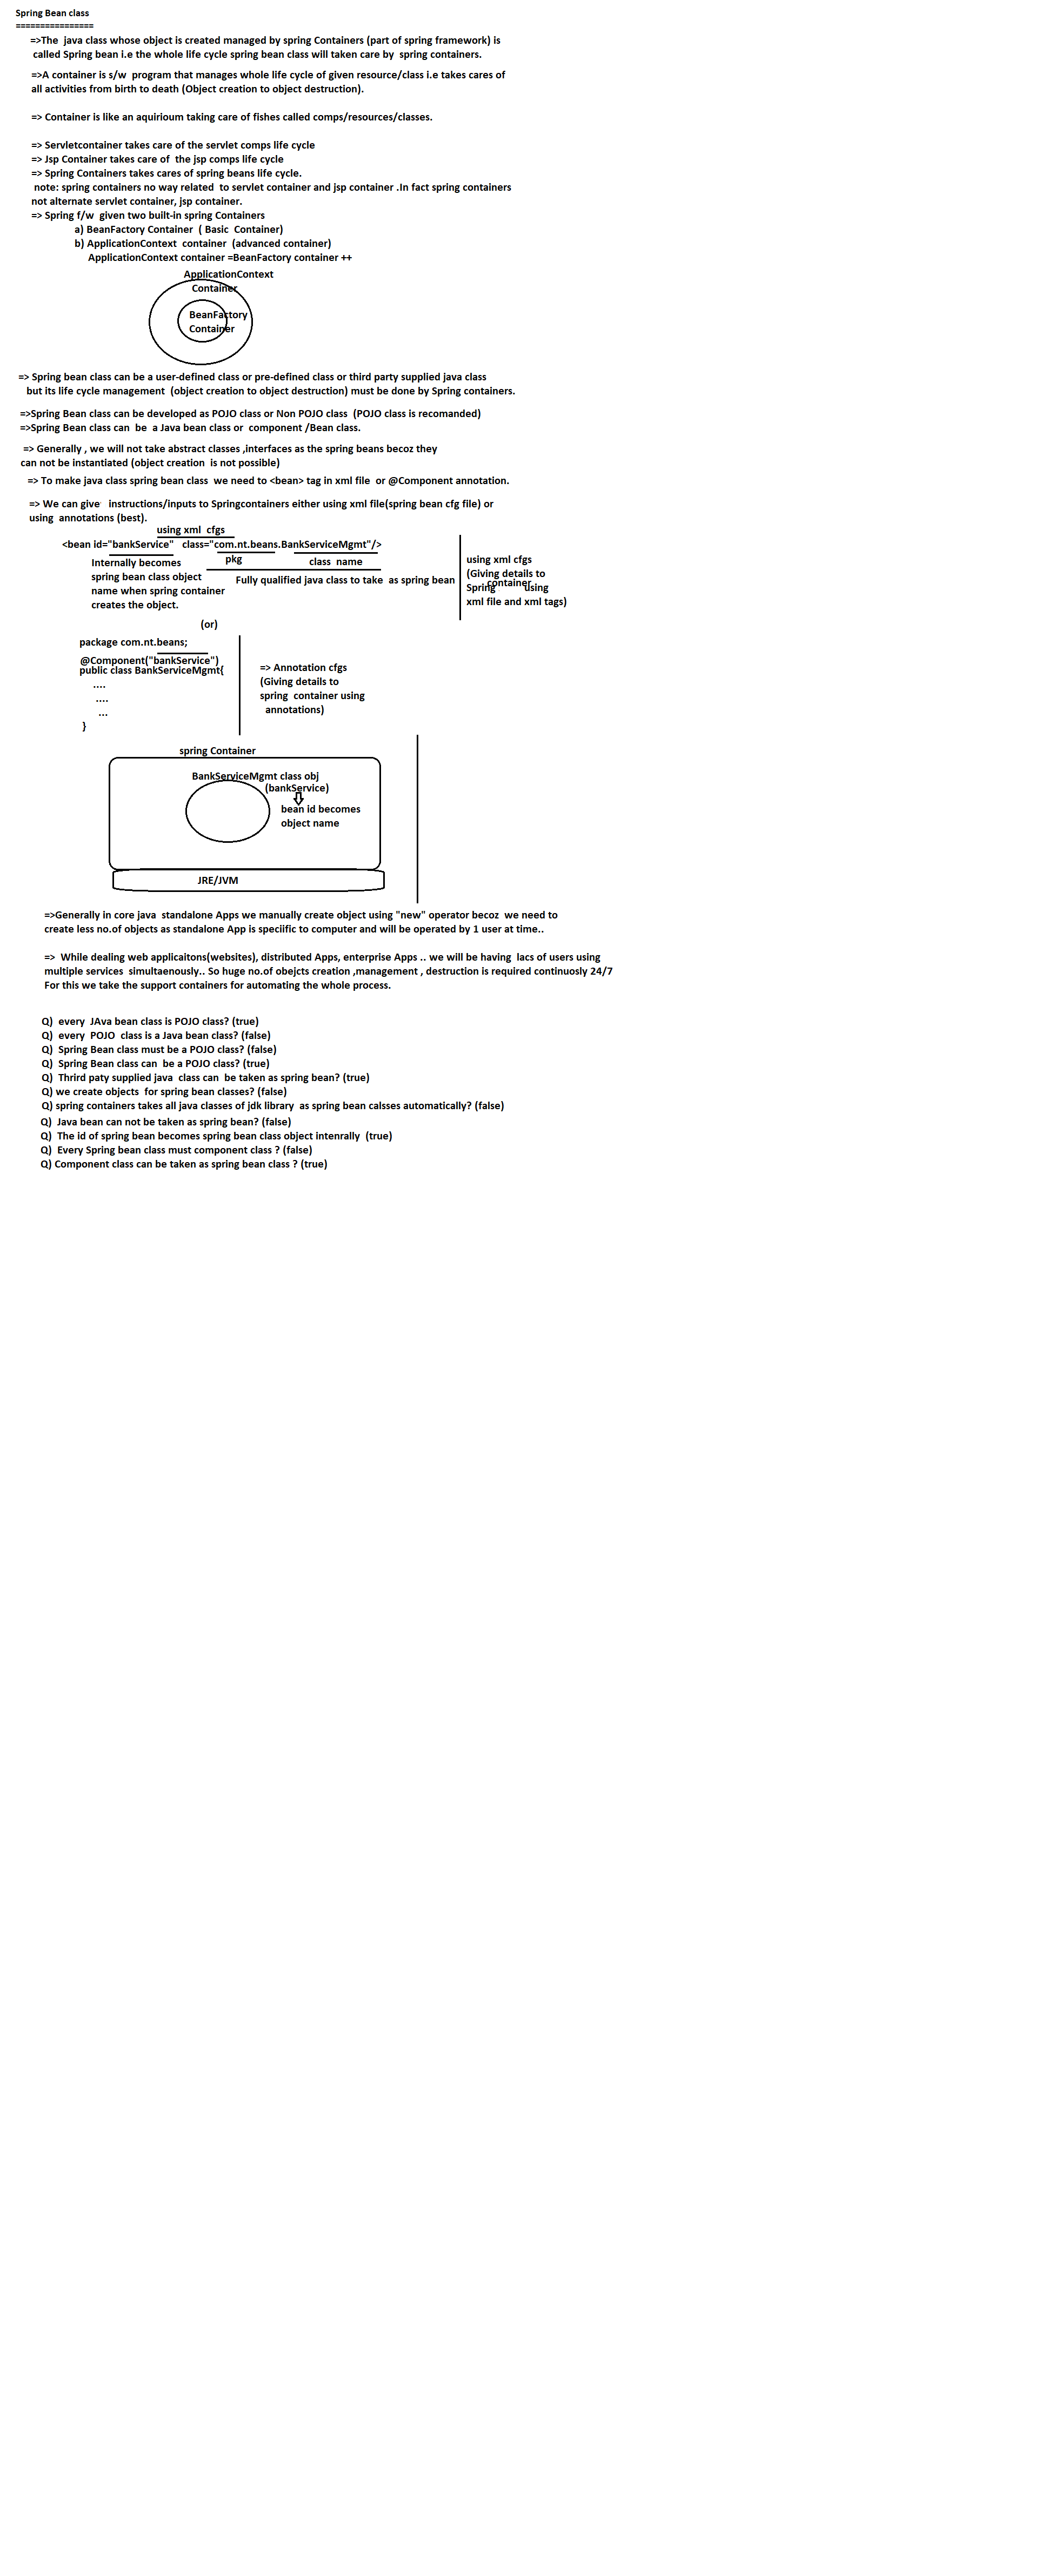 Spring Bean class
================
=>The java class whose object is created managed by spring Containers (part of spring framework) is
called Spring bean i.e the whole life cycle spring bean class will taken care by spring containers.
=>A container is s/w program that manages whole life cycle of given resource/class i.e takes cares of
all activities from birth to death (Object creation to object destruction).
=> Container is like an aquirioum taking care of fishes called comps/resources/classes.
=> Servletcontainer takes care of the servlet comps life cycle
=> Jsp Container takes care of the jsp comps life cycle
=> Spring Containers takes cares of spring beans life cycle.
note: spring containers no way related to servlet container and jsp container .In fact spring containers
not alternate servlet container, jsp container.
=> Spring f/w given two built-in spring Containers
a) BeanFactory Container ( Basic Container)
b) ApplicationContext container (advanced container)
ApplicationContext container =BeanFactory container ++
ApplicationContext
Container
BeanFactory
Container
=> Spring bean class can be a user-defined class or pre-defined class or third party supplied java class
but its life cycle management (object creation to object destruction) must be done by Spring containers.
=>Spring Bean class can be developed as POJO class or Non POJO class (POJO class is recomanded)
=>Spring Bean class can be a Java bean class or component /Bean class.
=> Generally , we will not take abstract classes ,interfaces as the spring beans becoz they
can not be instantiated (object creation is not possible)
=> To make java class spring bean class we need to <bean> tag in xml file or @Component annotation.
=> We can give instructions/inputs to Springcontainers either using xml file(spring bean cfg file) or
using annotations (best).
using xml cfgs
<bean id="bankService" class="com.nt.beans.BankServiceMgmt"/>
pkg
class name
Internally becomes
spring bean class object
name when spring container
creates the object.
Fully qualified java class to take as spring bean
using xml cfgs
(Giving details to
Spring container using
xml file and xml tags)
(or)
package com.nt.beans;
@Component("bankService")
public class BankServiceMgmt{
....
....
...
}
=> Annotation cfgs
(Giving details to
spring container using
annotations)
spring Container
BankServiceMgmt class obj
(bankService)
bean id becomes
object name
JRE/JVM
=>Generally in core java standalone Apps we manually create object using "new" operator becoz we need to
create less no.of objects as standalone App is speciific to computer and will be operated by 1 user at time..
=> While dealing web applicaitons(websites), distributed Apps, enterprise Apps .. we will be having lacs of users using
multiple services simultaenously.. So huge no.of obejcts creation ,management , destruction is required continuosly 24/7
For this we take the support containers for automating the whole process.
Q) every JAva bean class is POJO class? (true)
Q) every POJO class is a Java bean class? (false)
Q) Spring Bean class must be a POJO class? (false)
Q) Spring Bean class can be a POJO class? (true)
Q) Thrird paty supplied java class can be taken as spring bean? (true)
Q) we create objects for spring bean classes? (false)
Q) spring containers takes all java classes of jdk library as spring bean calsses automatically? (false)
Q) Java bean can not be taken as spring bean? (false)
Q) The id of spring bean becomes spring bean class object intenrally (true)
Q) Every Spring bean class must component class ? (false)
Q) Component class can be taken as spring bean class ? (true)